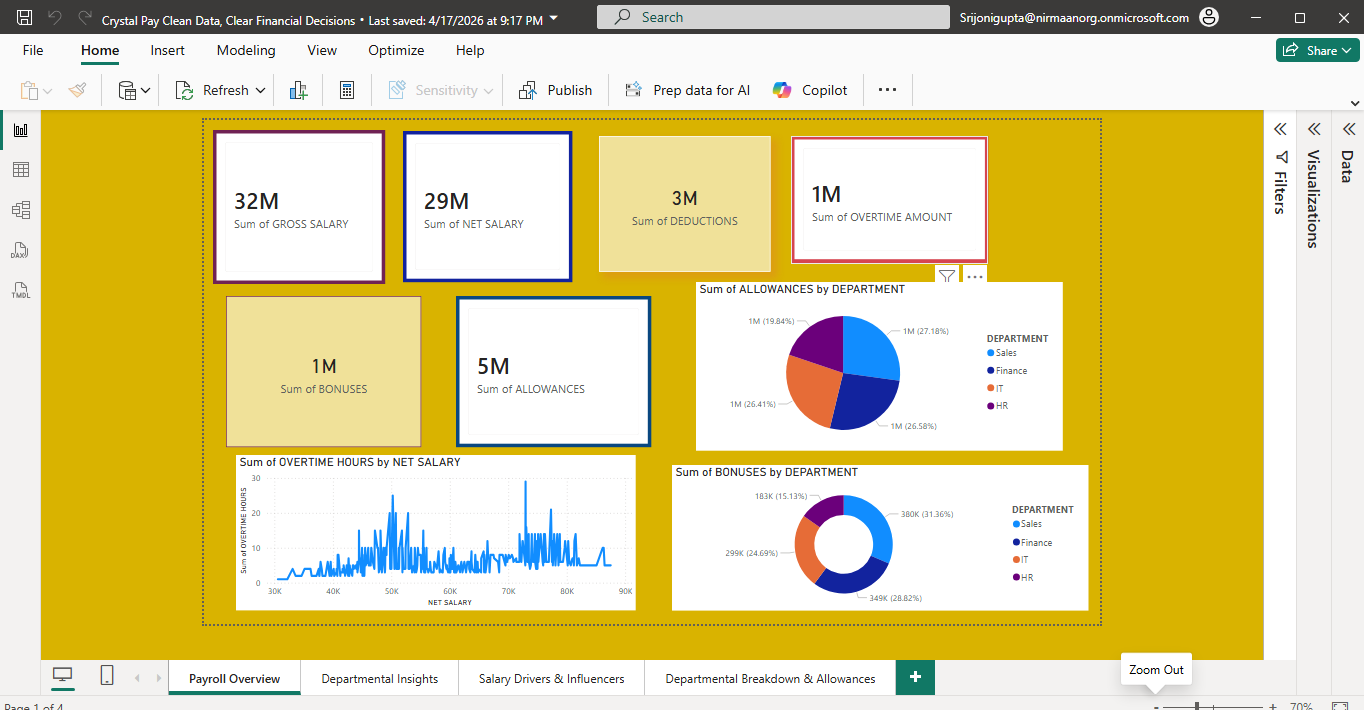 Crystal Pay Clean Data, Clear Financial Decisions • Last saved: 4/17/2026 at 9:17 PM
Search
Srijonigupta@nirmaanorg.onmicrosoft.com
File
Home
Insert
Modeling
View
Optimize
Help
Share
Refresh
Sensitivity
Publish
Prep data for AI
Copilot
DAX
TMDL
32M
Sum of GROSS SALARY
29M
Sum of NET SALARY
3M
Sum of DEDUCTIONS
1M
Sum of OVERTIME AMOUNT
1M
Sum of BONUSES
5M
Sum of ALLOWANCES
Sum of ALLOWANCES by DEPARTMENT
1M (19.84%)
1M (27.18%)
1M (26.41%)
1M (26.58%)
DEPARTMENT
Sales
Finance
IT
HR
Sum of OVERTIME HOURS by NET SALARY
Sum of OVERTIME HOURS
30
20
10
0
30K 40K 50K 60K 70K 80K 90K
NET SALARY
Sum of BONUSES by DEPARTMENT
183K (15.13%)
380K (31.36%)
299K (24.69%)
349K (28.82%)
DEPARTMENT
Sales
Finance
IT
HR
Filters
Visualizations
Data
Payroll Overview
Departmental Insights
Salary Drivers & Influencers
Departmental Breakdown & Allowances
Zoom Out
Page 1 of 4
- + 70%